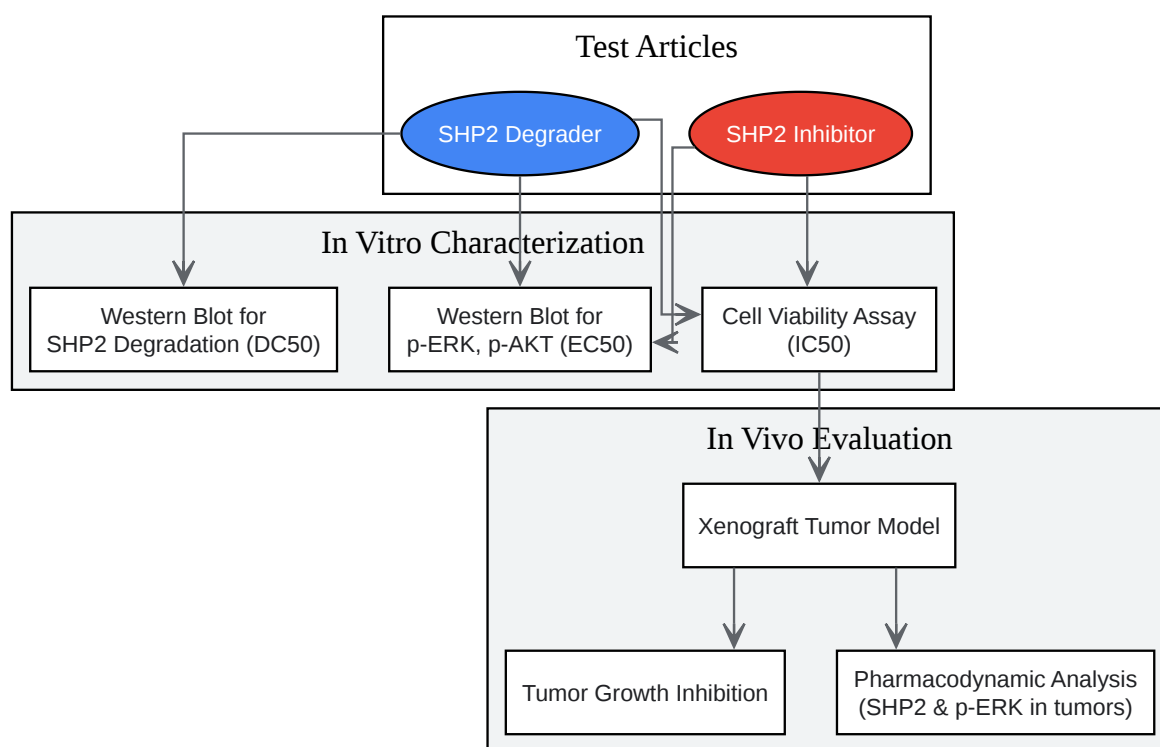 Test Articles
SHP2 Degrader
SHP2 Inhibitor
In Vitro Characterization
Western Blot for
SHP2 Degradation (DC50)
Western Blot for
p-ERK, p-AKT (EC50)
Cell Viability Assay
(IC50)
In Vivo Evaluation
Xenograft Tumor Model
Tumor Growth Inhibition
Pharmacodynamic Analysis
(SHP2 & p-ERK in tumors)